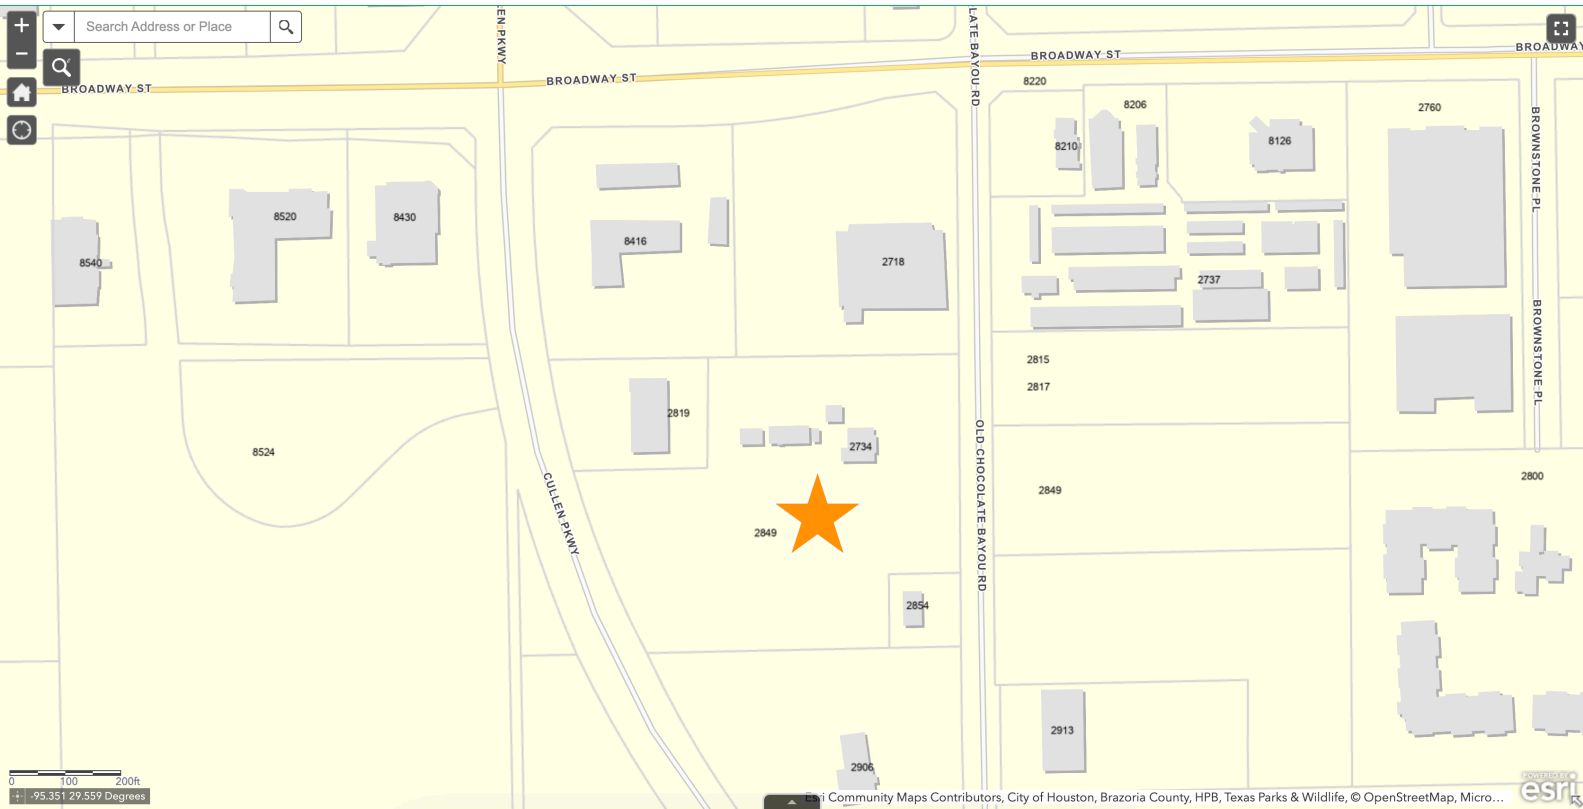 +
Search Address or Place
−
EN PKWY
LATE BAYOU RD
BROADWAY ST
BROADWAY ST
BROADWAY ST
BROADWAY
8220
8206
2760
8210
8126
BROWNSTONE PL
8520
8430
8416
2718
8540
2737
2815
2817
BROWNSTONE PL
2819
2734
8524
OLD CHOCOLATE BAYOU RD
CULLEN PKWY
2849
2849
2800
2854
2913
2906
0 100 200ft
-95.351 29.559 Degrees
POWERED BY
esri
Esri Community Maps Contributors, City of Houston, Brazoria County, HPB, Texas Parks & Wildlife, © OpenStreetMap, Micro...